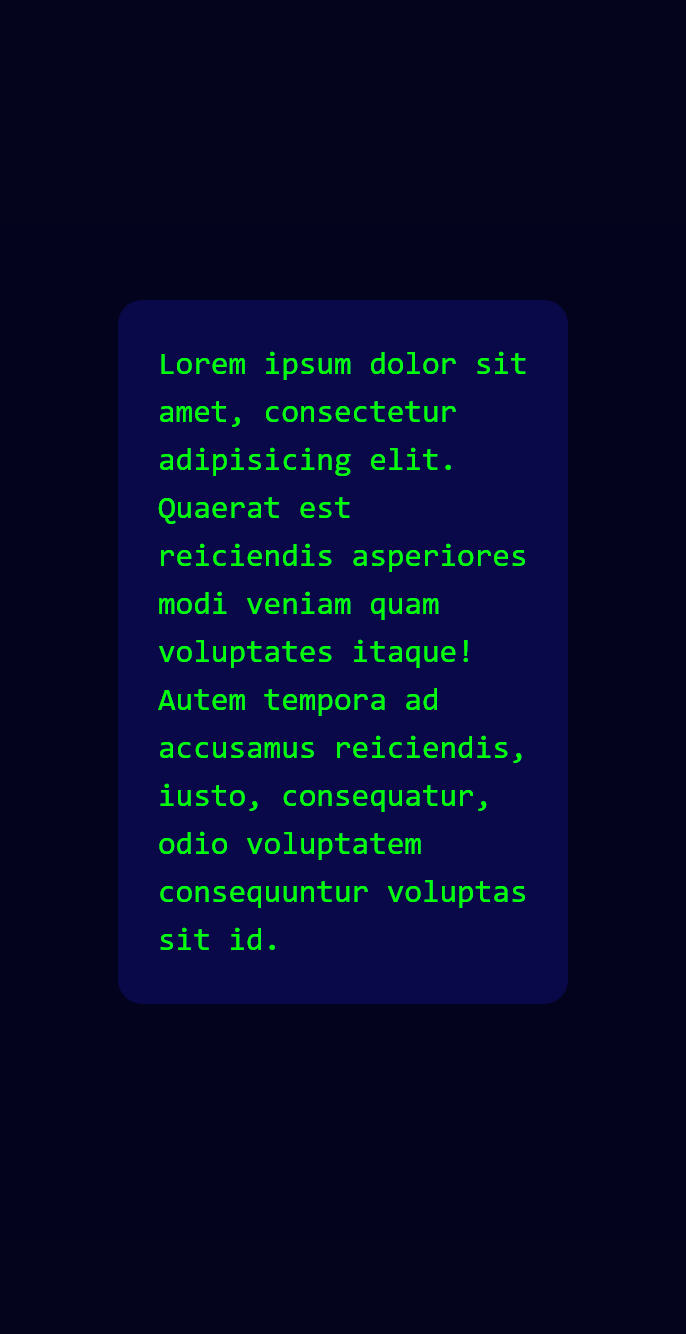 Lorem ipsum dolor sit
amet, consectetur
adipisicing elit.
Quaerat est
reiciendis asperiores
modi veniam quam
voluptates itaque!
Autem tempora ad
accusamus reiciendis,
iusto, consequatur,
odio voluptatem
consequuntur voluptas
sit id.